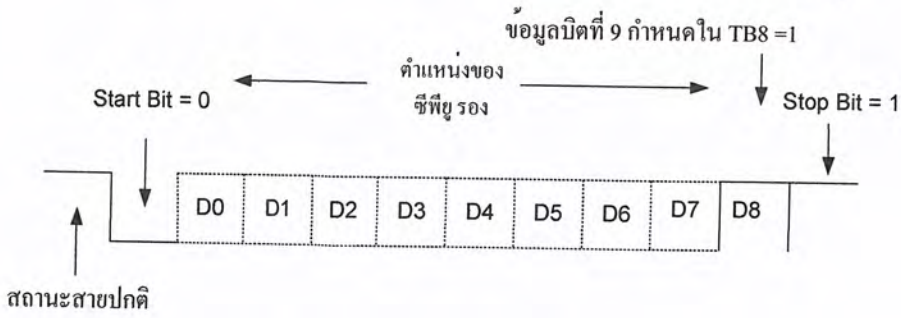 ข้อมูลบิตที่ 9 กำหนดใน TB8 =1
ตำแหน่งของ
ซีพียู รอง
Start Bit = 0
Stop Bit = 1
D0 D1 D2 D3 D4 D5 D6 D7 D8
สถานะสายปกติ